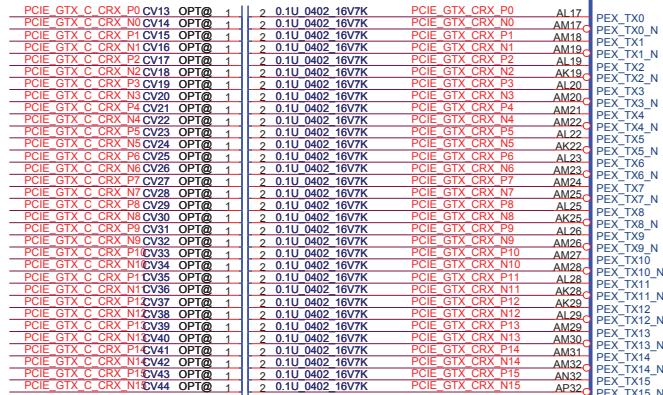 PCIE_GTX_C_CRX_P0 CV13 OPT@ 1 2 0.1U_0402_16V7K PCIE_GTX_CRX_P0 AL17 PEX_TX0
PCIE_GTX_C_CRX_N0 CV14 OPT@ 1 2 0.1U_0402_16V7K PCIE_GTX_CRX_N0 AM17 PEX_TX0_N
PCIE_GTX_C_CRX_P1 CV15 OPT@ 1 2 0.1U_0402_16V7K PCIE_GTX_CRX_P1 AM18 PEX_TX1
PCIE_GTX_C_CRX_N1 CV16 OPT@ 1 2 0.1U_0402_16V7K PCIE_GTX_CRX_N1 AM19 PEX_TX1_N
PCIE_GTX_C_CRX_P2 CV17 OPT@ 1 2 0.1U_0402_16V7K PCIE_GTX_CRX_P2 AL19 PEX_TX2
PCIE_GTX_C_CRX_N2 CV18 OPT@ 1 2 0.1U_0402_16V7K PCIE_GTX_CRX_N2 AK19 PEX_TX2_N
PCIE_GTX_C_CRX_P3 CV19 OPT@ 1 2 0.1U_0402_16V7K PCIE_GTX_CRX_P3 AL20 PEX_TX3
PCIE_GTX_C_CRX_N3 CV20 OPT@ 1 2 0.1U_0402_16V7K PCIE_GTX_CRX_N3 AM20 PEX_TX3_N
PCIE_GTX_C_CRX_P4 CV21 OPT@ 1 2 0.1U_0402_16V7K PCIE_GTX_CRX_P4 AM21 PEX_TX4
PCIE_GTX_C_CRX_N4 CV22 OPT@ 1 2 0.1U_0402_16V7K PCIE_GTX_CRX_N4 AM22 PEX_TX4_N
PCIE_GTX_C_CRX_P5 CV23 OPT@ 1 2 0.1U_0402_16V7K PCIE_GTX_CRX_P5 AL22 PEX_TX5
PCIE_GTX_C_CRX_N5 CV24 OPT@ 1 2 0.1U_0402_16V7K PCIE_GTX_CRX_N5 AK22 PEX_TX5_N
PCIE_GTX_C_CRX_P6 CV25 OPT@ 1 2 0.1U_0402_16V7K PCIE_GTX_CRX_P6 AL23 PEX_TX6
PCIE_GTX_C_CRX_N6 CV26 OPT@ 1 2 0.1U_0402_16V7K PCIE_GTX_CRX_N6 AM23 PEX_TX6_N
PCIE_GTX_C_CRX_P7 CV27 OPT@ 1 2 0.1U_0402_16V7K PCIE_GTX_CRX_P7 AM24 PEX_TX7
PCIE_GTX_C_CRX_N7 CV28 OPT@ 1 2 0.1U_0402_16V7K PCIE_GTX_CRX_N7 AM25 PEX_TX7_N
PCIE_GTX_C_CRX_P8 CV29 OPT@ 1 2 0.1U_0402_16V7K PCIE_GTX_CRX_P8 AL25 PEX_TX8
PCIE_GTX_C_CRX_N8 CV30 OPT@ 1 2 0.1U_0402_16V7K PCIE_GTX_CRX_N8 AK25 PEX_TX8_N
PCIE_GTX_C_CRX_P9 CV31 OPT@ 1 2 0.1U_0402_16V7K PCIE_GTX_CRX_P9 AL26 PEX_TX9
PCIE_GTX_C_CRX_N9 CV32 OPT@ 1 2 0.1U_0402_16V7K PCIE_GTX_CRX_N9 AM26 PEX_TX9_N
PCIE_GTX_C_CRX_P10 CV33 OPT@ 1 2 0.1U_0402_16V7K PCIE_GTX_CRX_P10 AM27 PEX_TX10
PCIE_GTX_C_CRX_N10 CV34 OPT@ 1 2 0.1U_0402_16V7K PCIE_GTX_CRX_N10 AM28 PEX_TX10_N
PCIE_GTX_C_CRX_P11 CV35 OPT@ 1 2 0.1U_0402_16V7K PCIE_GTX_CRX_P11 AL28 PEX_TX11
PCIE_GTX_C_CRX_N11 CV36 OPT@ 1 2 0.1U_0402_16V7K PCIE_GTX_CRX_N11 AK28 PEX_TX11_N
PCIE_GTX_C_CRX_P12 CV37 OPT@ 1 2 0.1U_0402_16V7K PCIE_GTX_CRX_P12 AK29 PEX_TX12
PCIE_GTX_C_CRX_N12 CV38 OPT@ 1 2 0.1U_0402_16V7K PCIE_GTX_CRX_N12 AL29 PEX_TX12_N
PCIE_GTX_C_CRX_P13 CV39 OPT@ 1 2 0.1U_0402_16V7K PCIE_GTX_CRX_P13 AM29 PEX_TX13
PCIE_GTX_C_CRX_N13 CV40 OPT@ 1 2 0.1U_0402_16V7K PCIE_GTX_CRX_N13 AM30 PEX_TX13_N
PCIE_GTX_C_CRX_P14 CV41 OPT@ 1 2 0.1U_0402_16V7K PCIE_GTX_CRX_P14 AM31 PEX_TX14
PCIE_GTX_C_CRX_N14 CV42 OPT@ 1 2 0.1U_0402_16V7K PCIE_GTX_CRX_N14 AM32 PEX_TX14_N
PCIE_GTX_C_CRX_P15 CV43 OPT@ 1 2 0.1U_0402_16V7K PCIE_GTX_CRX_P15 AN32 PEX_TX15
PCIE_GTX_C_CRX_N15 CV44 OPT@ 1 2 0.1U_0402_16V7K PCIE_GTX_CRX_N15 AP32 PEX_TX15_N